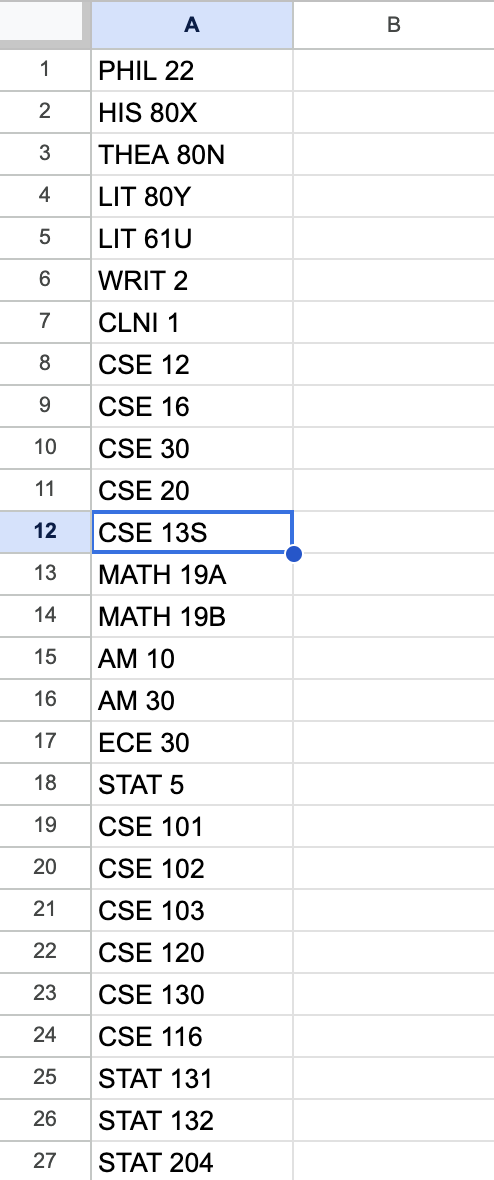 A B
1 PHIL 22
2 HIS 80X
3 THEA 80N
4 LIT 80Y
5 LIT 61U
6 WRIT 2
7 CLNI 1
8 CSE 12
9 CSE 16
10 CSE 30
11 CSE 20
12 CSE 13S
13 MATH 19A
14 MATH 19B
15 AM 10
16 AM 30
17 ECE 30
18 STAT 5
19 CSE 101
20 CSE 102
21 CSE 103
22 CSE 120
23 CSE 130
24 CSE 116
25 STAT 131
26 STAT 132
27 STAT 204